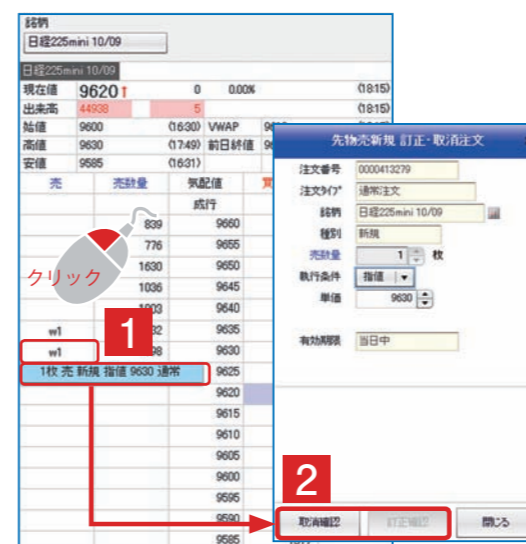 銘柄
日経225mini 10/09
日経225mini 10/09
現在値 9620↑ 0 0.00% (18:15)
出来高 44938 5 (18:15)
始値 9600 (16:30) VWAP
高値 9630 (17:49) 前日終値
安値 9585 (16:31)
売 売数量 気配値 買
成行
839 9660
776 9655
1630 9650
1036 9645
9640
w1 9635
w1 9630
1枚 売 新規 指値 9630 通常 9625
9620
9615
9610
9605
9600
9595
9590
9585
クリック
1
先物売新規 訂正・取消注文
注文番号 0000413279
注文タイプ 通常注文
銘柄 日経225mini 10/09
種別 新規
売数量 1 枚
執行条件 指値
単価 9630
有効期限 当日中
2
取消確認 訂正確認 閉じる